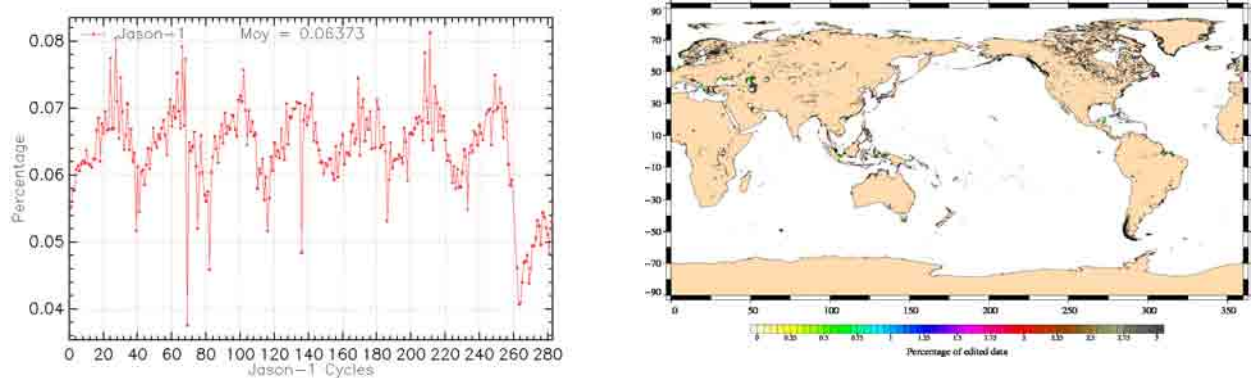 Jason-1 Moy = 0.06373
0.08
0.07
0.06
0.05
0.04
Percentage
0 20 40 60 80 100 120 140 160 180 200 220 240 260 280
Jason-1 Cycles
90
70
50
30
10
-10
-30
-50
-70
-90
0 50 100 150 200 250 300 350
Percentage of edited data